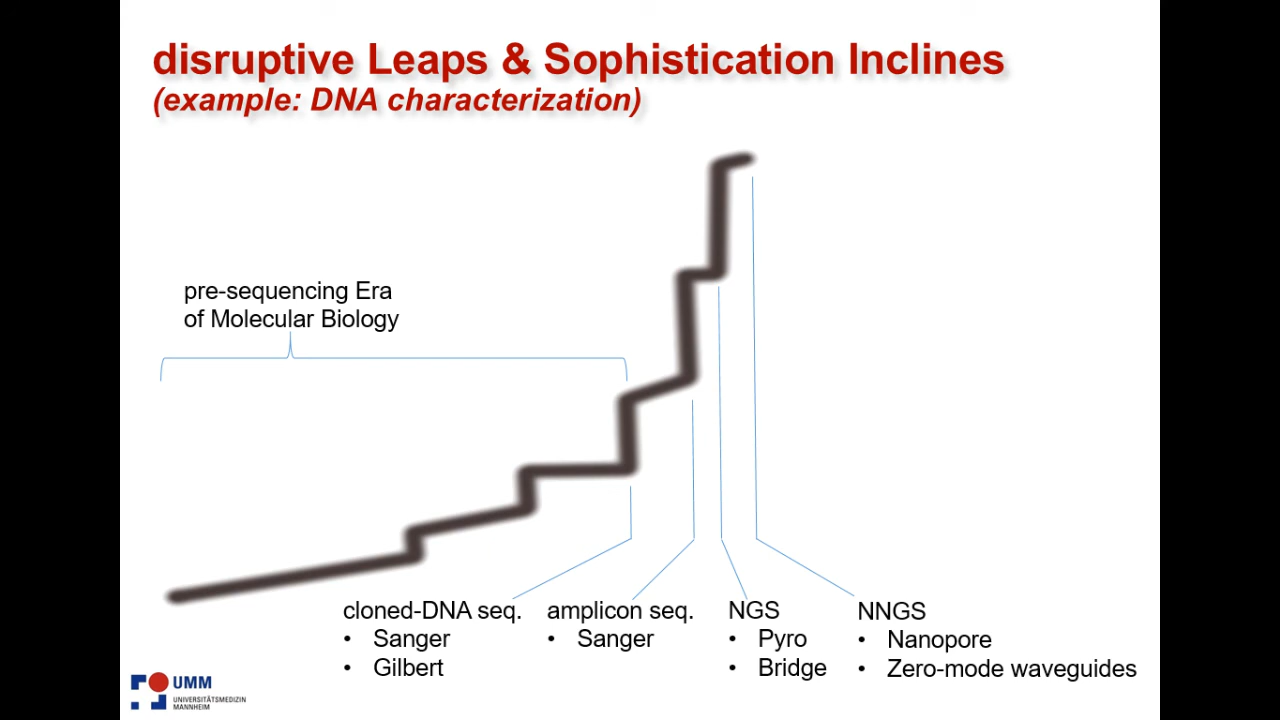 disruptive Leaps & Sophistication Inclines
(example: DNA characterization)
pre-sequencing Era
of Molecular Biology
cloned-DNA seq.
• Sanger
• Gilbert
amplicon seq.
• Sanger
NGS
• Pyro
• Bridge
NNGS
• Nanopore
• Zero-mode waveguides
UMM
UNIVERSITÄTSMEDIZIN
MANNHEIM